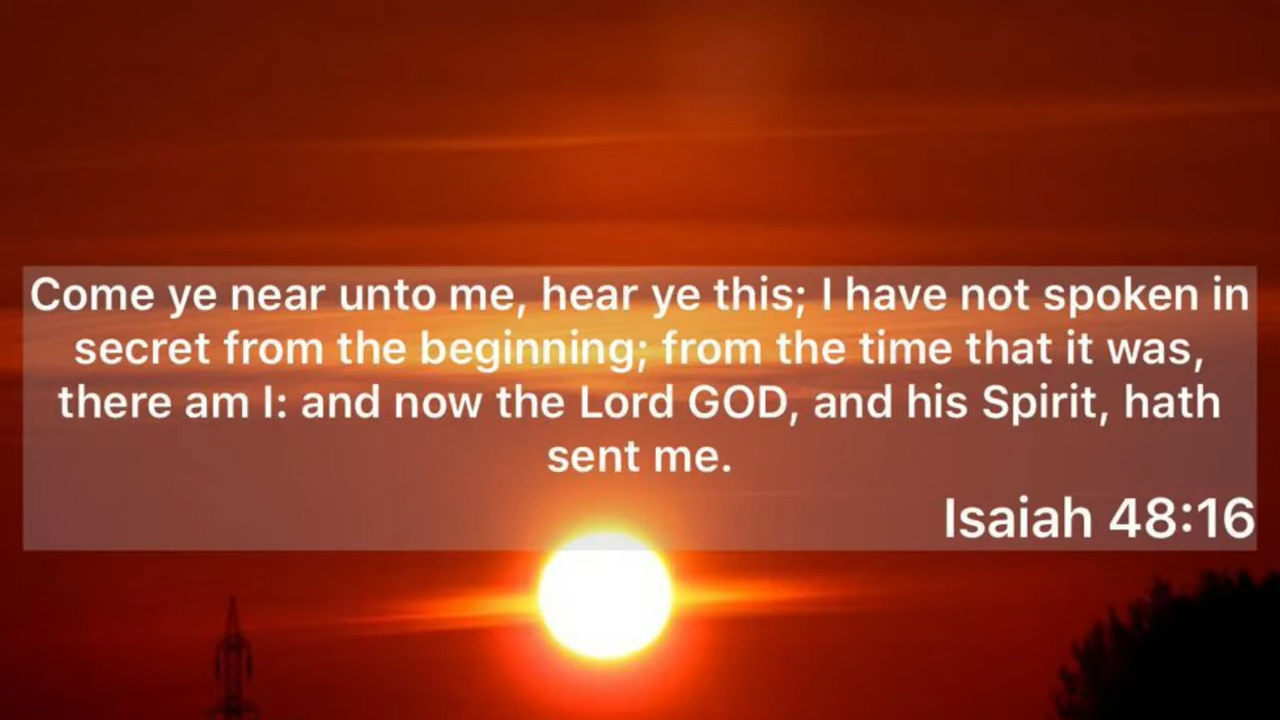 Come ye near unto me, hear ye this; I have not spoken in
secret from the beginning; from the time that it was,
there am I: and now the Lord GOD, and his Spirit, hath
sent me.
Isaiah 48:16